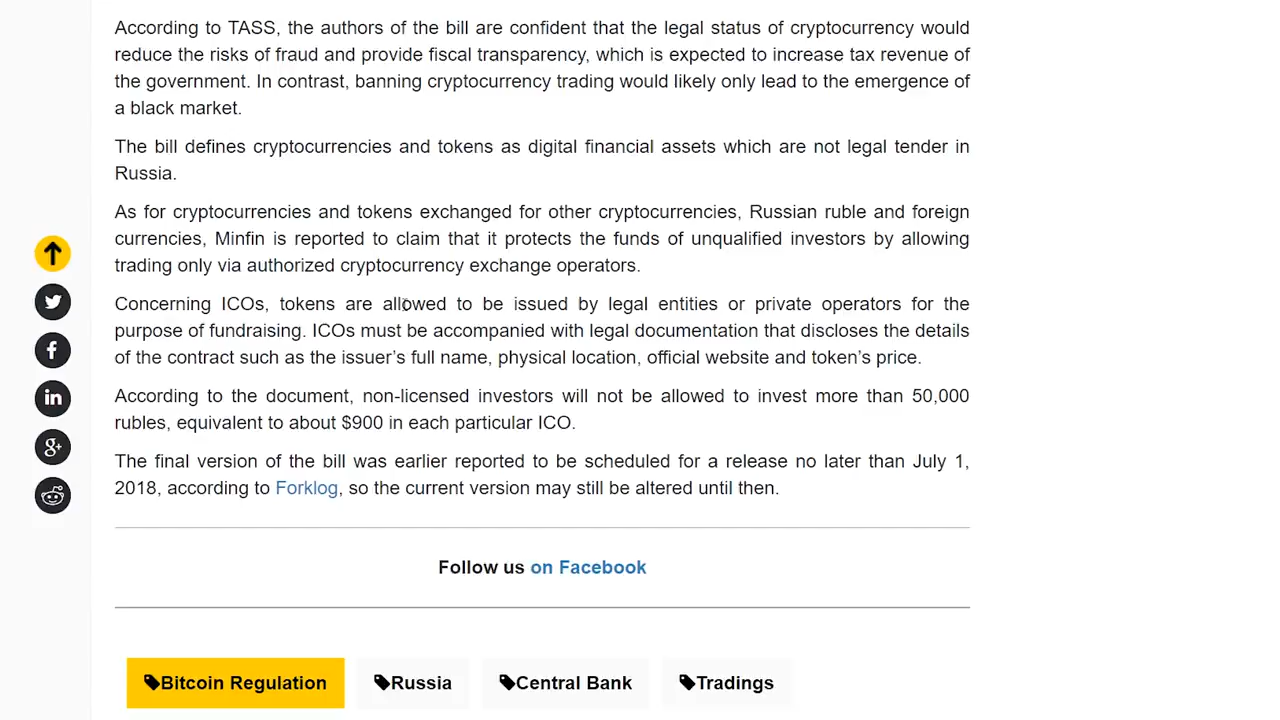 According to TASS, the authors of the bill are confident that the legal status of cryptocurrency would
reduce the risks of fraud and provide fiscal transparency, which is expected to increase tax revenue of
the government. In contrast, banning cryptocurrency trading would likely only lead to the emergence of
a black market.
The bill defines cryptocurrencies and tokens as digital financial assets which are not legal tender in
Russia.
As for cryptocurrencies and tokens exchanged for other cryptocurrencies, Russian ruble and foreign
currencies, Minfin is reported to claim that it protects the funds of unqualified investors by allowing
trading only via authorized cryptocurrency exchange operators.
Concerning ICOs, tokens are allowed to be issued by legal entities or private operators for the
purpose of fundraising. ICOs must be accompanied with legal documentation that discloses the details
of the contract such as the issuer’s full name, physical location, official website and token’s price.
According to the document, non-licensed investors will not be allowed to invest more than 50,000
rubles, equivalent to about $900 in each particular ICO.
The final version of the bill was earlier reported to be scheduled for a release no later than July 1,
2018, according to Forklog, so the current version may still be altered until then.
Follow us on Facebook
Bitcoin Regulation Russia Central Bank Tradings